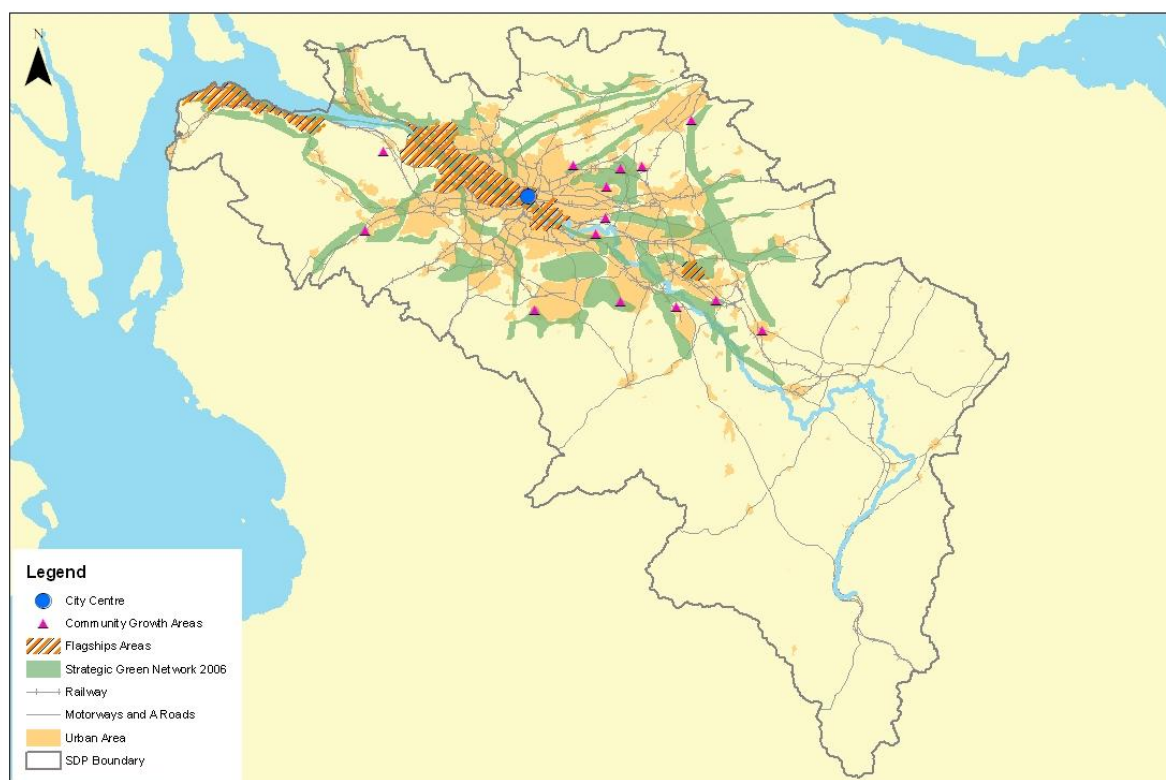 N
Legend
City Centre
Community Growth Areas
Flagships Areas
Strategic Green Network 2006
Railway
Motorways and A Roads
Urban Area
SDP Boundary